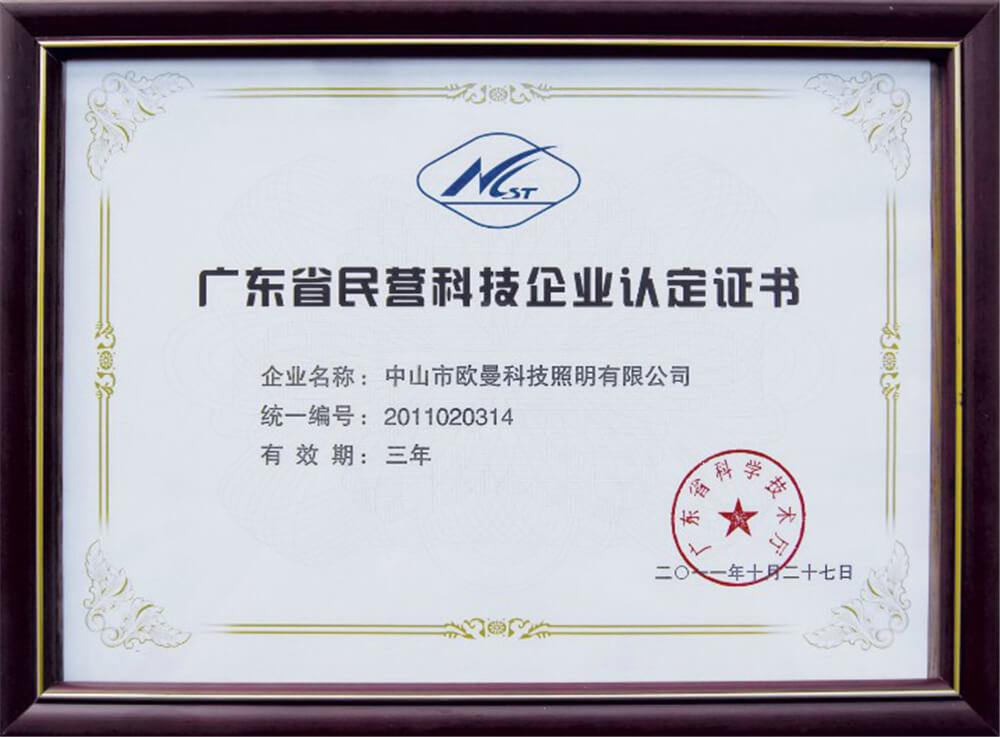 NCST
广东省民营科技企业认定证书
企业名称：中山市欧曼科技照明有限公司
统一编号：2011020314
有 效 期：三年
广东省科学技术厅
二〇一一年十月二十七日